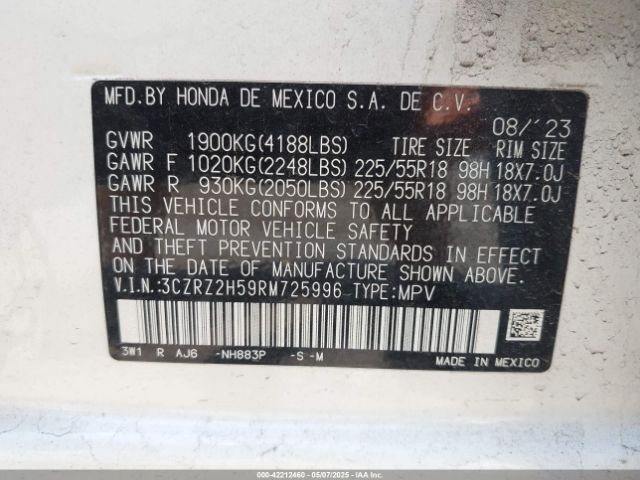 MFD.BY HONDA DE MEXICO S.A. DE C.V.
08/'23
GVWR 1900KG(4188LBS) TIRE SIZE RIM SIZE
GAWR F 1020KG(2248LBS) 225/55R18 98H 18X7.0J
GAWR R 930KG(2050LBS) 225/55R18 98H 18X7.0J
THIS VEHICLE CONFORMS TO ALL APPLICABLE
FEDERAL MOTOR VEHICLE SAFETY
AND THEFT PREVENTION STANDARDS IN EFFECT
ON THE DATE OF MANUFACTURE SHOWN ABOVE.
V.I.N.:3CZRZ2H59RM725996 TYPE:MPV
3W1 R AJ6 -NH883P -S-M
MADE IN MEXICO
000-42212460 - 05/07/2025 - IAAI.COM